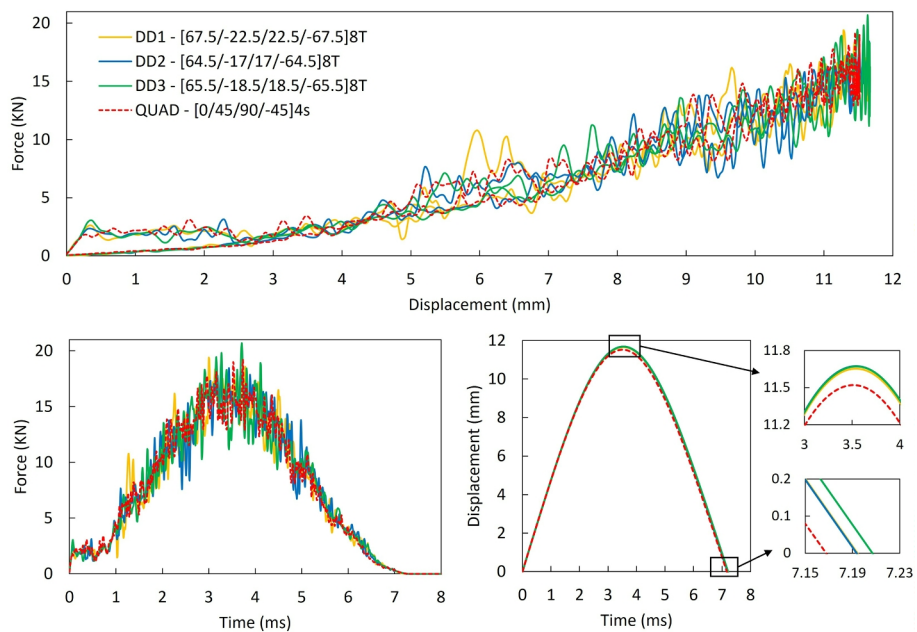 20
15
10
5
0
Force (KN)
DD1 - [67.5/-22.5/22.5/-67.5]8T
DD2 - [64.5/-17/17/-64.5]8T
DD3 - [65.5/-18.5/18.5/-65.5]8T
QUAD - [0/45/90/-45]4s
0 1 2 3 4 5 6 7 8 9 10 11 12
Displacement (mm)
20
15
10
5
0
Force (KN)
0 1 2 3 4 5 6 7 8
Time (ms)
12
10
8
6
4
2
0
Displacement (mm)
0 1 2 3 4 5 6 7 8
Time (ms)
11.8
11.5
11.2
3 3.5 4
0.2
0.1
0
7.15 7.19 7.23